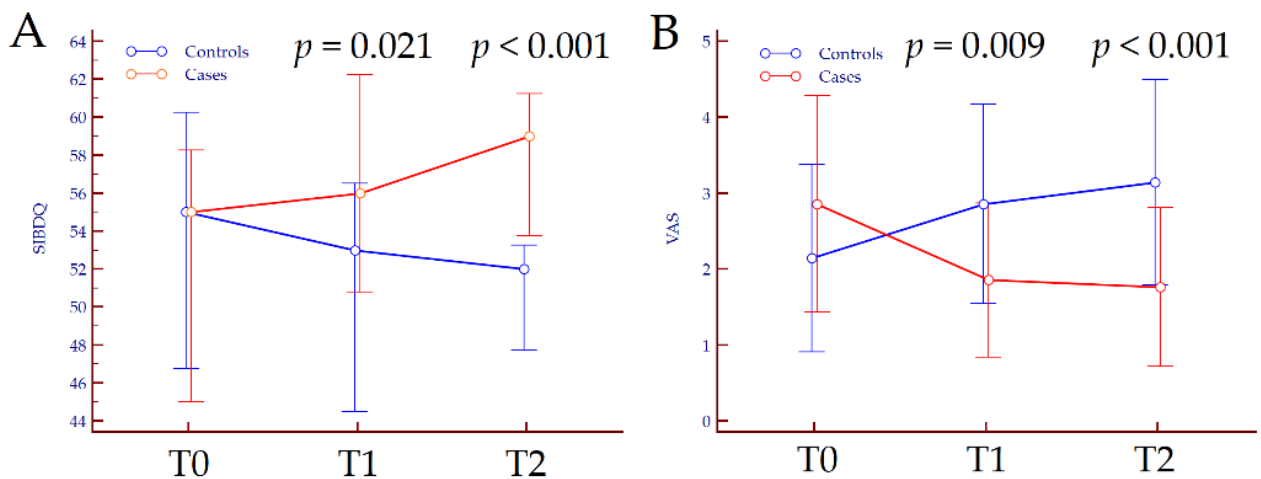 A
Controls
Cases
p = 0.021
p < 0.001
64
62
60
58
56
54
52
50
48
46
44
SIBDQ
T0
T1
T2
B
Controls
Cases
p = 0.009
p < 0.001
5
4
3
2
1
0
VAS
T0
T1
T2